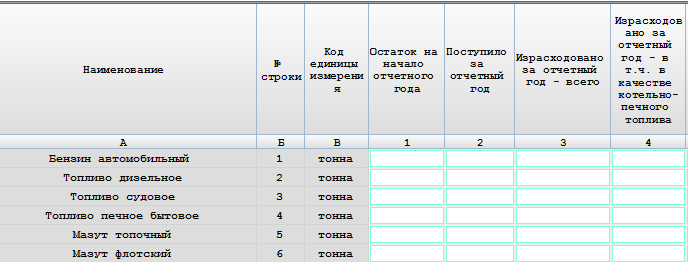 Наименование
№
строки
Код
единицы
измерени
я
Остаток на
начало
отчетного
года
Поступило
за
отчетный
год
Израсходовано
за отчетный
год - всего
Израсходов
ано за
отчетный
год - в
т.ч. в
качестве
котельно-
печного
топлива
А Б В 1 2 3 4
Бензин автомобильный 1 тонна
Топливо дизельное 2 тонна
Топливо судовое 3 тонна
Топливо печное бытовое 4 тонна
Мазут топочный 5 тонна
Мазут флотский 6 тонна